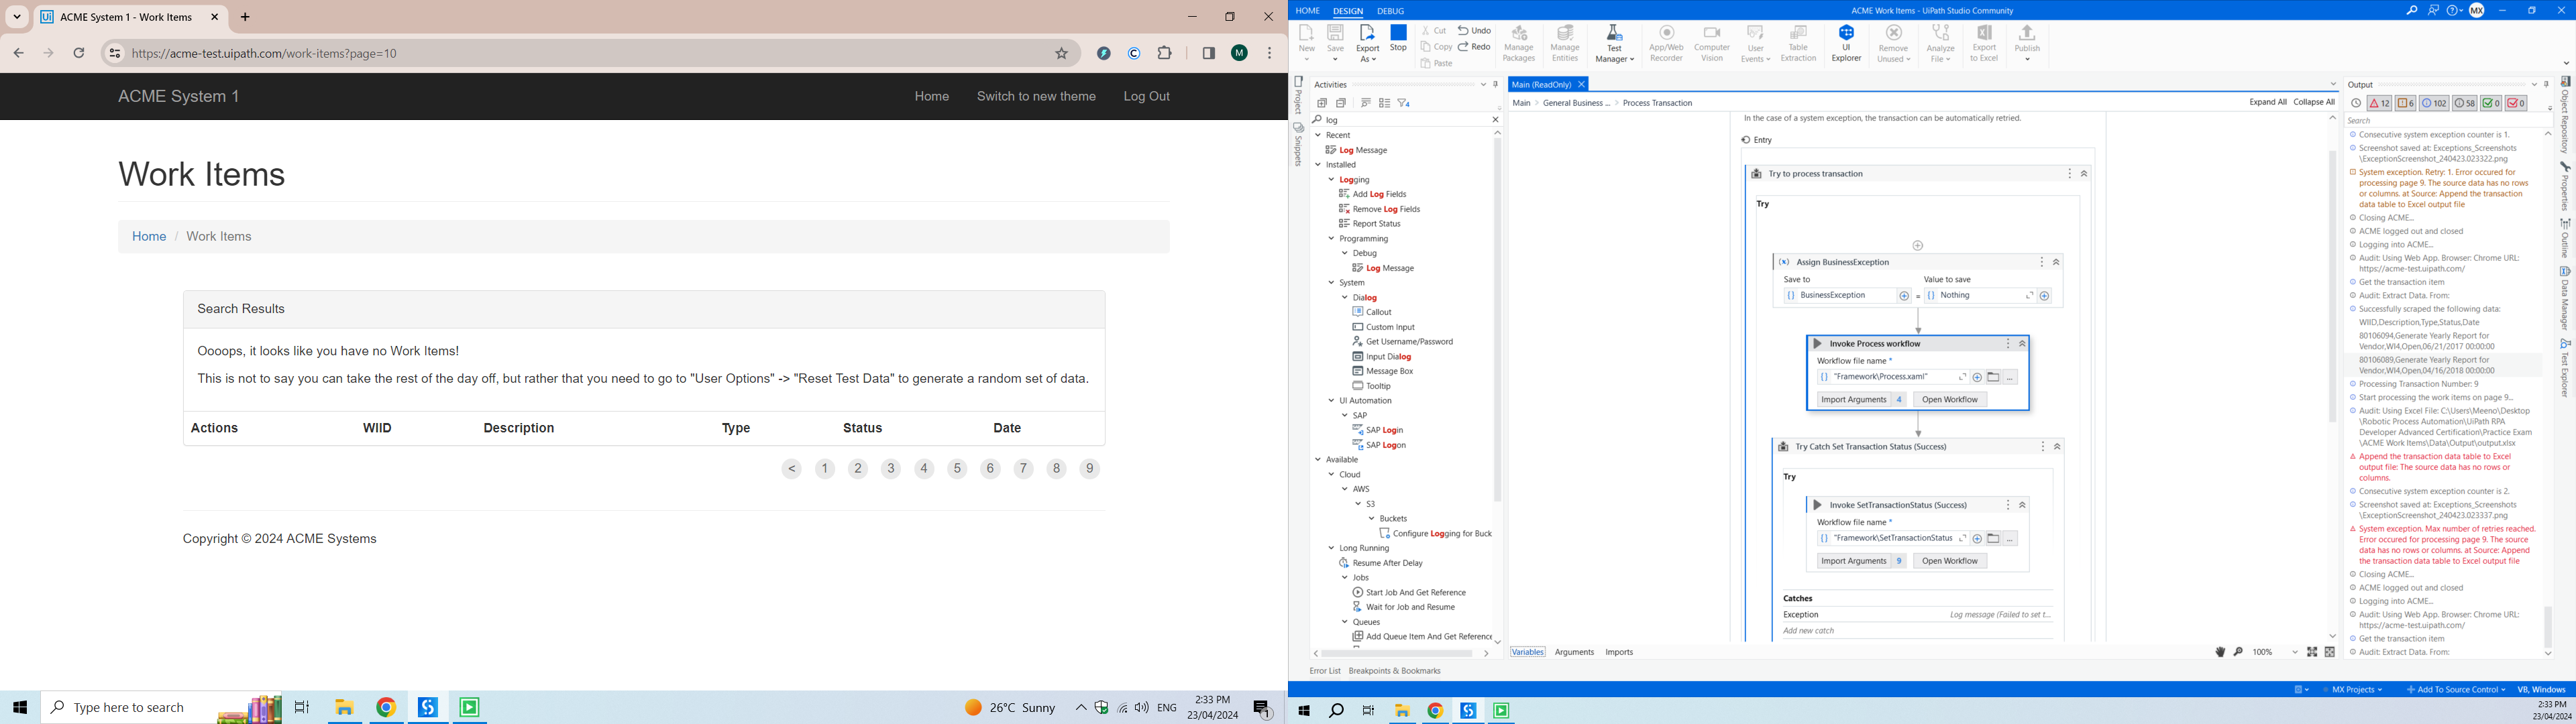 ACME System 1 - Work Items
https://acme-test.uipath.com/work-items?page=10
ACME System 1
Home
Switch to new theme
Log Out
Work Items
Home / Work Items
Search Results
Oooops, it looks like you have no Work Items!
This is not to say you can take the rest of the day off, but rather that you need to go to "User Options" -> "Reset Test Data" to generate a random set of data.
Actions WIID Description Type Status Date
< 1 2 3 4 5 6 7 8 9
Copyright © 2024 ACME Systems
Type here to search
26°C Sunny
ENG
2:33 PM
23/04/2024
HOME DESIGN DEBUG
ACME Work Items - UiPath Studio Community
MX
New
Save
Export As
Stop
Cut
Copy
Paste
Undo
Redo
Manage Packages
Manage Entities
Test Manager
App/Web Recorder
Computer Vision
User Events
Table Extraction
UI Explorer
Remove Unused
Analyze File
Export to Excel
Publish
Project
Snippets
Activities
log
Recent
Log Message
Installed
Logging
Add Log Fields
Remove Log Fields
Report Status
Programming
Debug
Log Message
System
Dialog
Callout
Custom Input
Get Username/Password
Input Dialog
Message Box
Tooltip
UI Automation
SAP
SAP Login
SAP Logon
Available
Cloud
AWS
S3
Buckets
Configure Logging for Buck
Long Running
Resume After Delay
Jobs
Start Job And Get Reference
Wait for Job and Resume
Queues
Add Queue Item And Get Reference
Main (ReadOnly)
Main > General Business ... > Process Transaction
Expand All Collapse All
In the case of a system exception, the transaction can be automatically retried.
Entry
Try to process transaction
Try
Assign BusinessException
Save to Value to save
BusinessException = Nothing
Invoke Process workflow
Workflow file name *
"Framework\Process.xaml"
Import Arguments 4 Open Workflow
Try Catch Set Transaction Status (Success)
Try
Invoke SetTransactionStatus (Success)
Workflow file name *
"Framework\SetTransactionStatus
Import Arguments 9 Open Workflow
Catches
Exception Log message (Failed to set t...
Add new catch
Variables Arguments Imports
100%
Output
12 6 102 58 0 0
Search
Consecutive system exception counter is 1.
Screenshot saved at: Exceptions_Screenshots
\ExceptionScreenshot_240423.023322.png
System exception. Retry: 1. Error occured for
processing page 9. The source data has no rows
or columns. at Source: Append the transaction
data table to Excel output file
Closing ACME...
ACME logged out and closed
Logging into ACME...
Audit: Using Web App. Browser: Chrome URL:
https://acme-test.uipath.com/
Get the transaction item
Audit: Extract Data. From:
Successfully scraped the following data:
WIID,Description,Type,Status,Date
80106094,Generate Yearly Report for
Vendor,WI4,Open,06/21/2017 00:00:00
80106089,Generate Yearly Report for
Vendor,WI4,Open,04/16/2018 00:00:00
Processing Transaction Number: 9
Start processing the work items on page 9...
Audit: Using Excel File: C:\Users\Meeno\Desktop
\Robotic Process Automation\UiPath RPA
Developer Advanced Certification\Practice Exam
\ACME Work Items\Data\Output\output.xlsx
Append the transaction data table to Excel
output file: The source data has no rows or
columns.
Consecutive system exception counter is 2.
Screenshot saved at: Exceptions_Screenshots
\ExceptionScreenshot_240423.023337.png
System exception. Max number of retries reached.
Error occured for processing page 9. The source
data has no rows or columns. at Source: Append
the transaction data table to Excel output file
Closing ACME...
ACME logged out and closed
Logging into ACME...
Audit: Using Web App. Browser: Chrome URL:
https://acme-test.uipath.com/
Get the transaction item
Audit: Extract Data. From:
Object Repository
Properties
Outline
Data Manager
Test Explorer
Error List Breakpoints & Bookmarks
MX Projects
Add To Source Control
VB, Windows
2:33 PM
23/04/2024